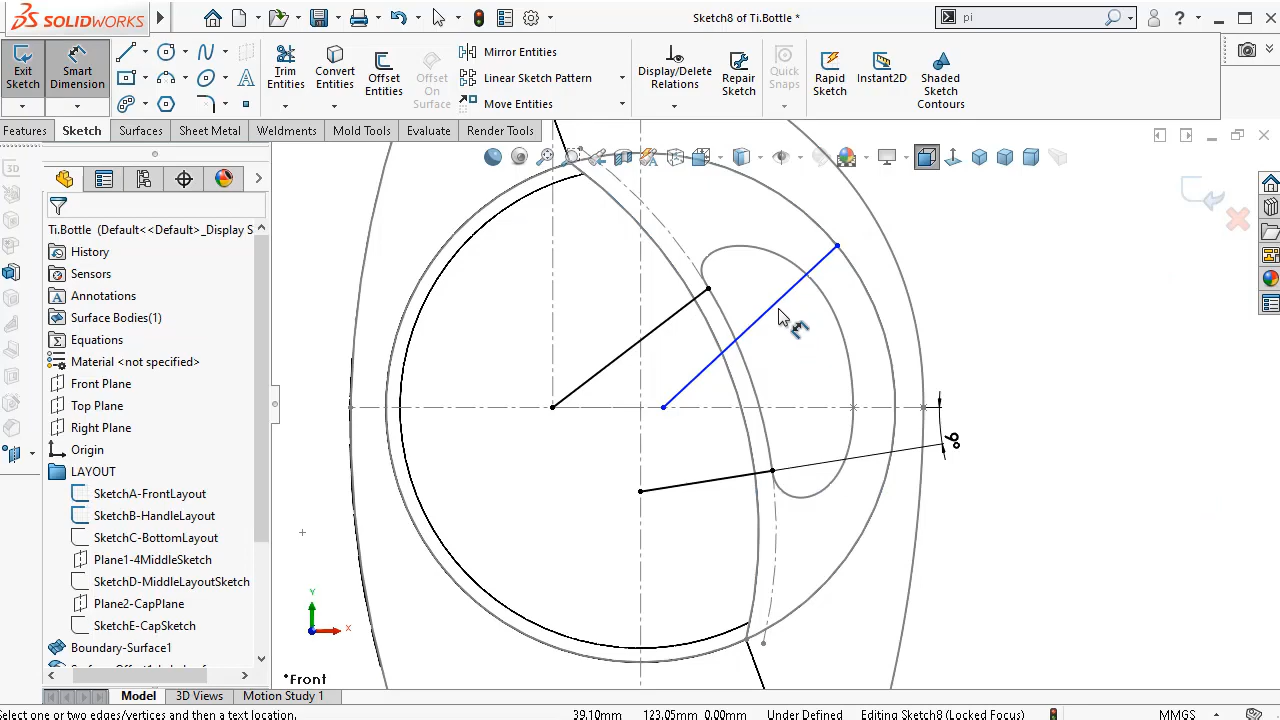 SOLIDWORKS
Sketch8 of Ti.Bottle *
pi
?
Exit Sketch
Smart Dimension
Trim Entities
Convert Entities
Offset Entities
Offset On Surface
Mirror Entities
Linear Sketch Pattern
Move Entities
Display/Delete Relations
Repair Sketch
Quick Snaps
Rapid Sketch
Instant2D
Shaded Sketch Contours
Features
Sketch
Surfaces
Sheet Metal
Weldments
Mold Tools
Evaluate
Render Tools
Ti.Bottle (Default<<Default>_Display S
History
Sensors
Annotations
Surface Bodies(1)
Equations
Material <not specified>
Front Plane
Top Plane
Right Plane
Origin
LAYOUT
SketchA-FrontLayout
SketchB-HandleLayout
SketchC-BottomLayout
Plane1-4MiddleSketch
SketchD-MiddleLayoutSketch
Plane2-CapPlane
SketchE-CapSketch
Boundary-Surface1
Y
X
*Front
Model
3D Views
Motion Study 1
Select one or two edges/vertices and then a text location.
39.10mm
123.05mm
0.00mm
Under Defined
Editing Sketch8 (Locked Focus)
MMGS